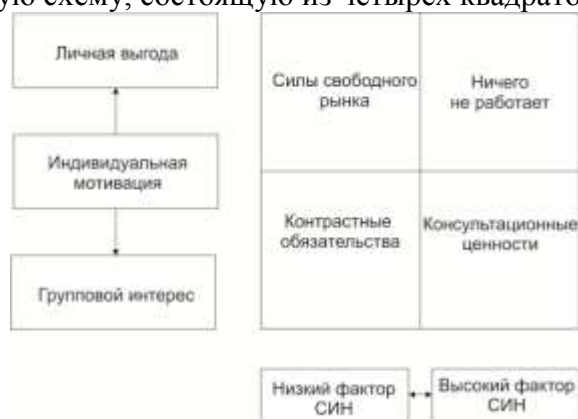 ую схему, состоящую из четырех квадрато
Личная выгода
Индивидуальная
мотивация
Групповой интерес
Силы свободного
рынка
Ничего
не работает
Контрастные
обязательства
Консультационные
ценности
Низкий фактор
СИН
Высокий фактор
СИН